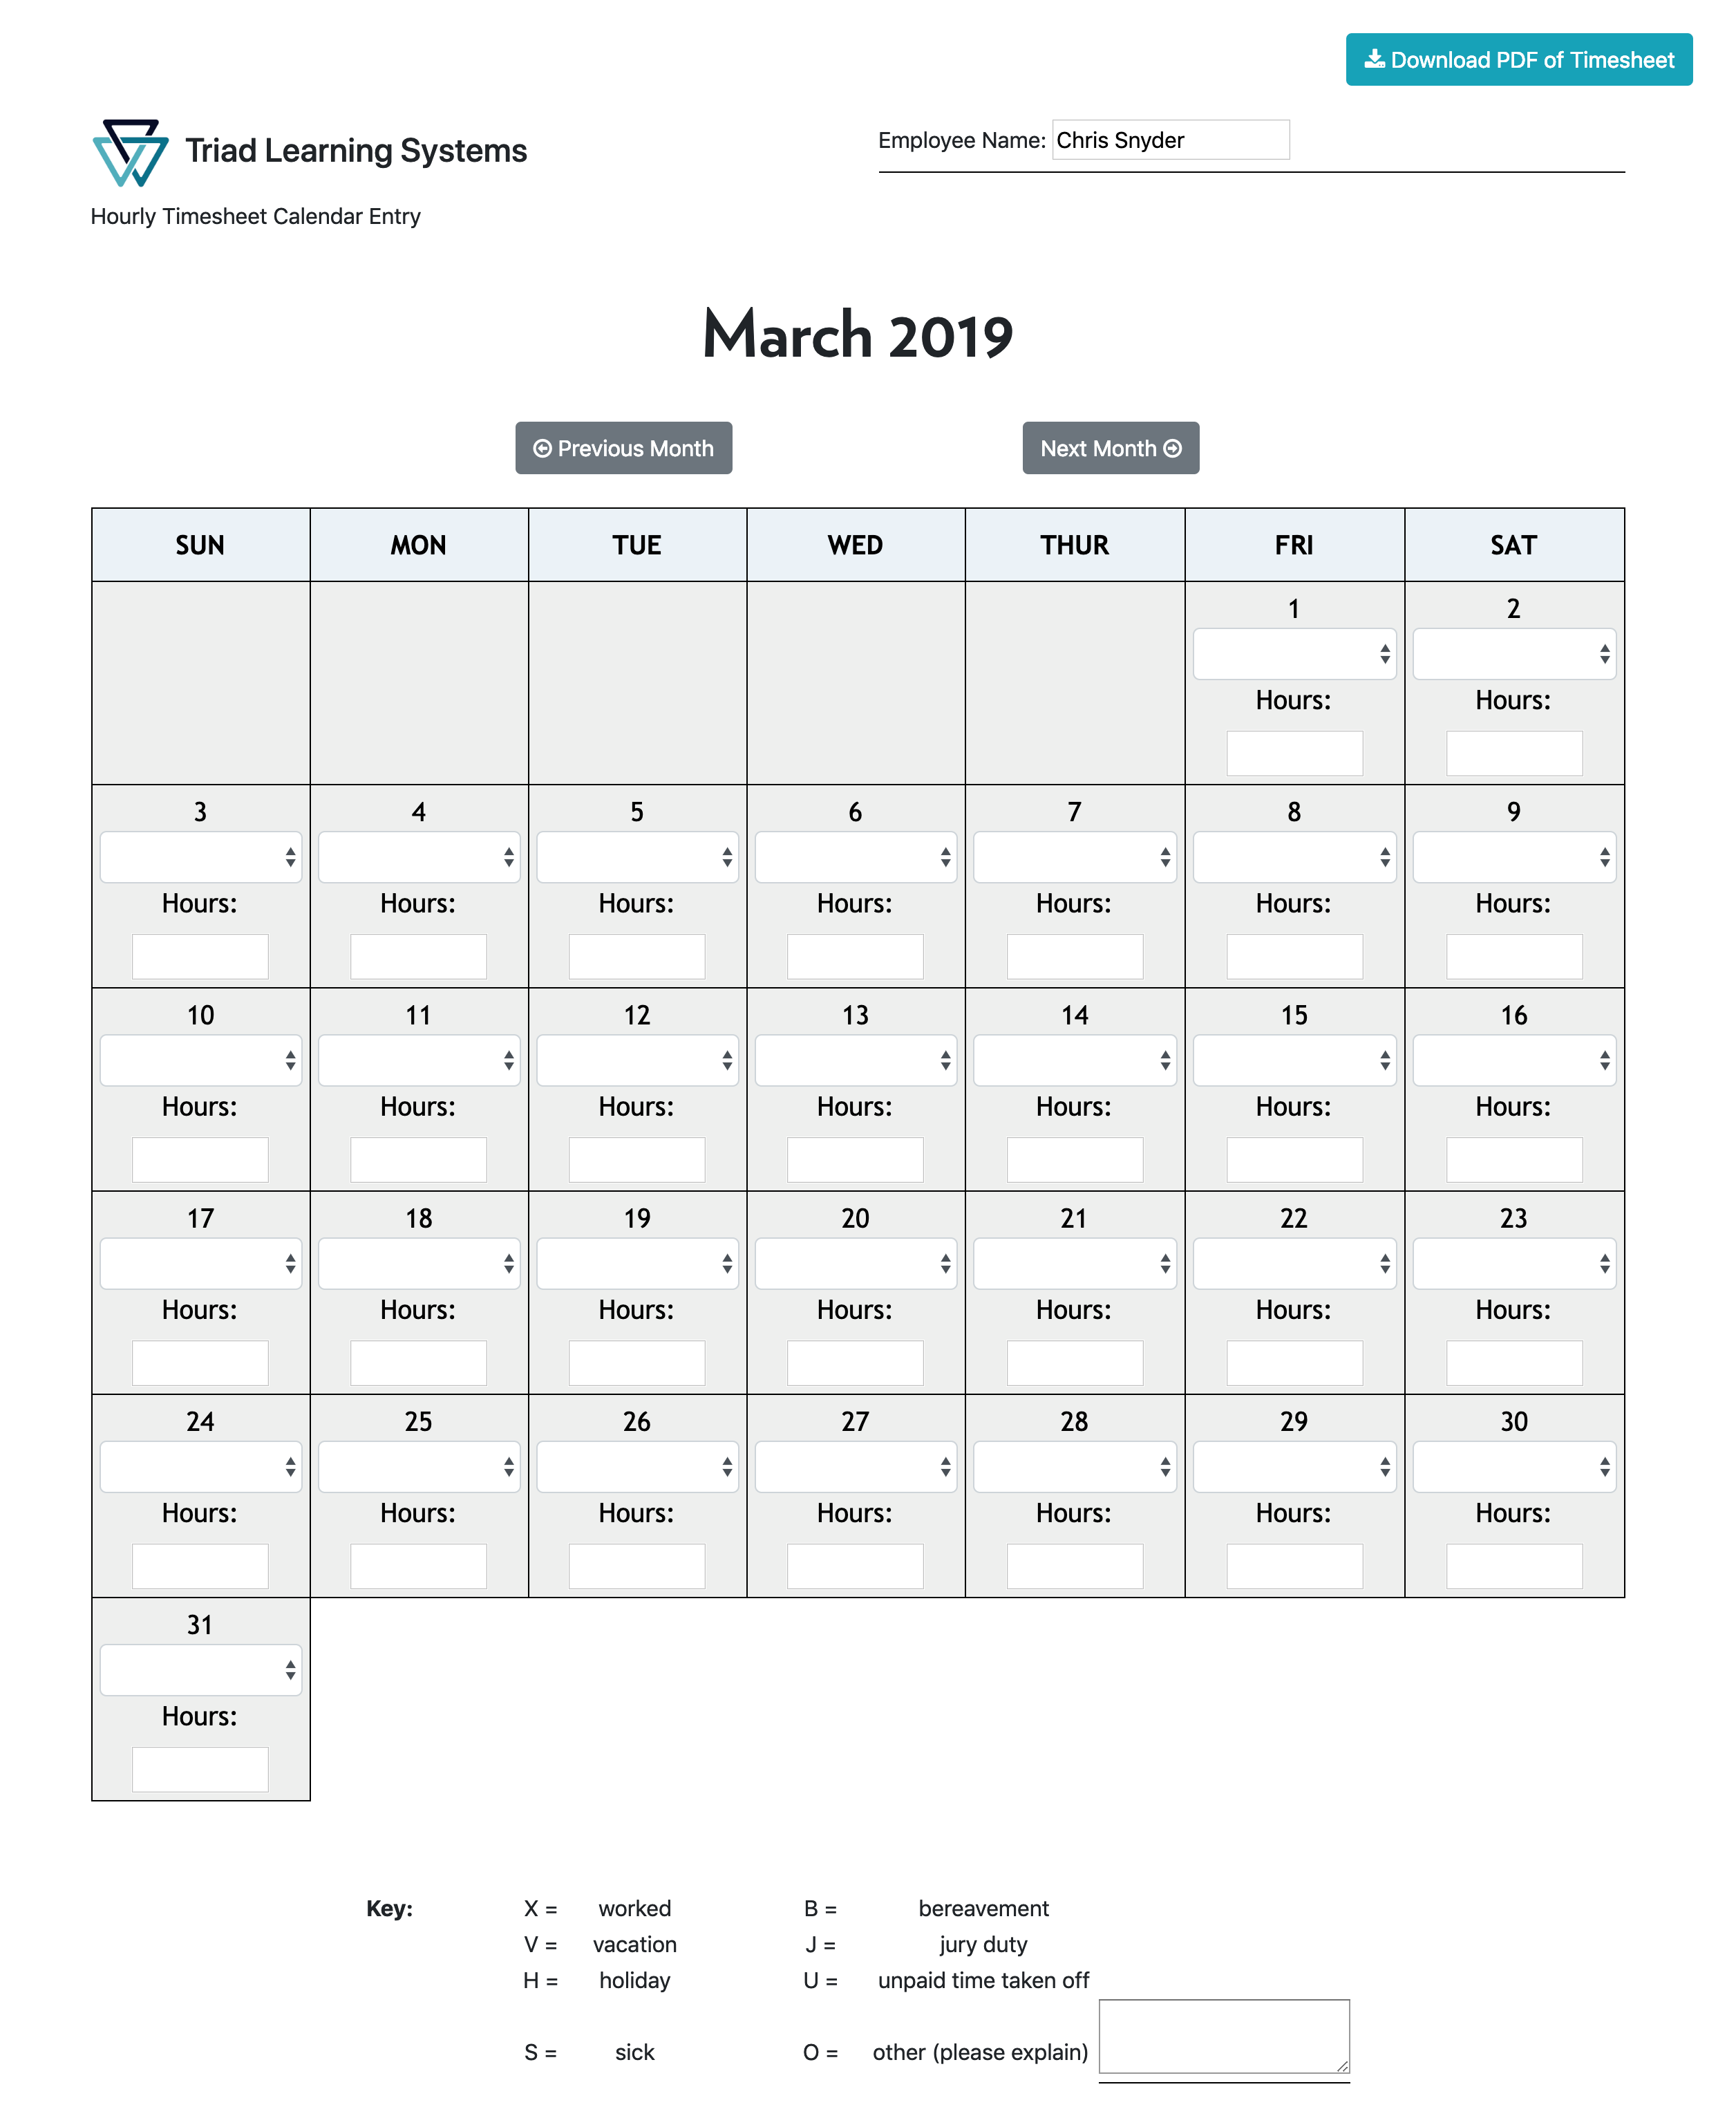 Download PDF of Timesheet
Triad Learning Systems
Employee Name: Chris Snyder
Hourly Timesheet Calendar Entry
March 2019
Previous Month Next Month
SUN MON TUE WED THUR FRI SAT
1 2
Hours: Hours:
3 4 5 6 7 8 9
Hours: Hours: Hours: Hours: Hours: Hours: Hours:
10 11 12 13 14 15 16
Hours: Hours: Hours: Hours: Hours: Hours: Hours:
17 18 19 20 21 22 23
Hours: Hours: Hours: Hours: Hours: Hours: Hours:
24 25 26 27 28 29 30
Hours: Hours: Hours: Hours: Hours: Hours: Hours:
31
Hours:
Key: X = worked B = bereavement
V = vacation J = jury duty
H = holiday U = unpaid time taken off
S = sick O = other (please explain)